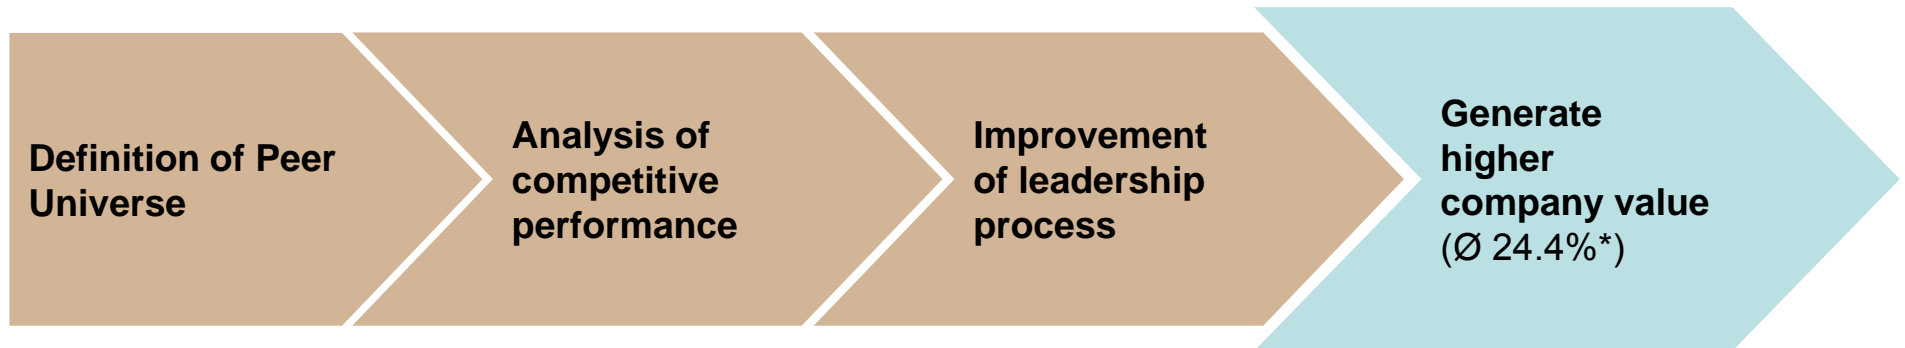 Definition of Peer
Universe
Analysis of
competitive
performance
Improvement
of leadership
process
Generate
higher
company value
(Ø 24.4%*)